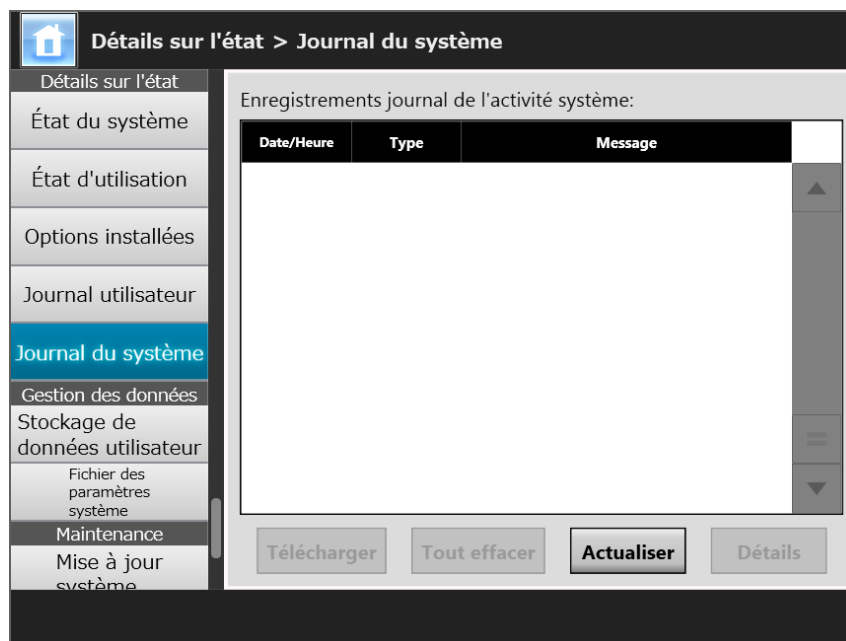 Détails sur l'état > Journal du système
Détails sur l'état
État du système
État d'utilisation
Options installées
Journal utilisateur
Journal du système
Gestion des données
Stockage de
données utilisateur
Fichier des
paramètres
système
Maintenance
Mise à jour
système
Enregistrements journal de l'activité système:
Date/Heure Type Message
Télécharger Tout effacer Actualiser Détails